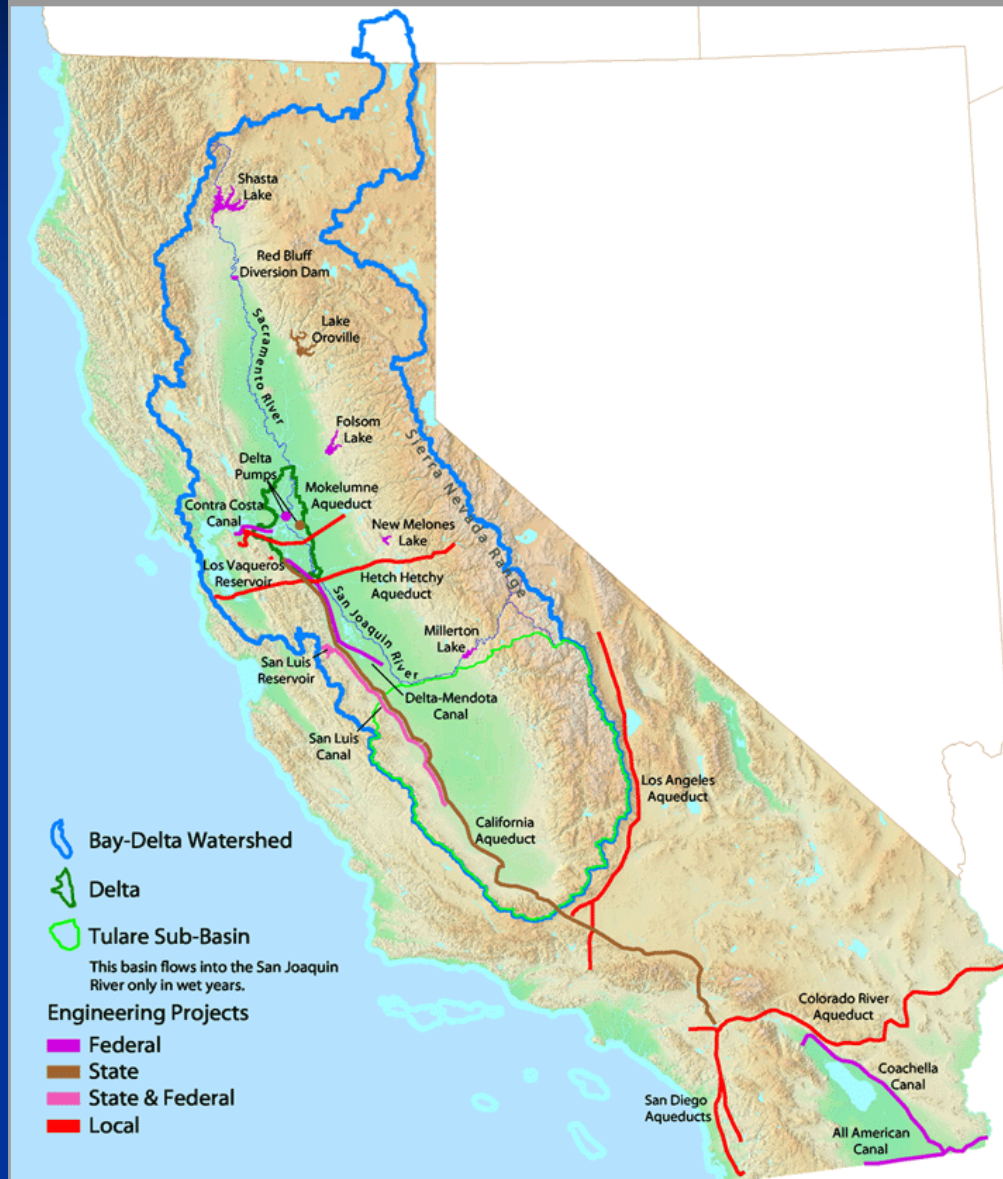 Shasta
Lake
Red Bluff
Diversion Dam
Lake
Oroville
Sacramento River
Folsom
Lake
Sierra Nevada Range
Delta
Pumps
Mokelumne
Aqueduct
Contra Costa
Canal
New Melones
Lake
Los Vaqueros
Reservoir
Hetch Hetchy
Aqueduct
San Joaquin River
Millerton
Lake
San Luis
Reservoir
Delta-Mendota
Canal
San Luis
Canal
Los Angeles
Aqueduct
California
Aqueduct
Bay-Delta Watershed
Delta
Tulare Sub-Basin
This basin flows into the San Joaquin
River only in wet years.
Engineering Projects
Federal
State
State & Federal
Local
Colorado River
Aqueduct
Coachella
Canal
San Diego
Aqueducts
All American
Canal